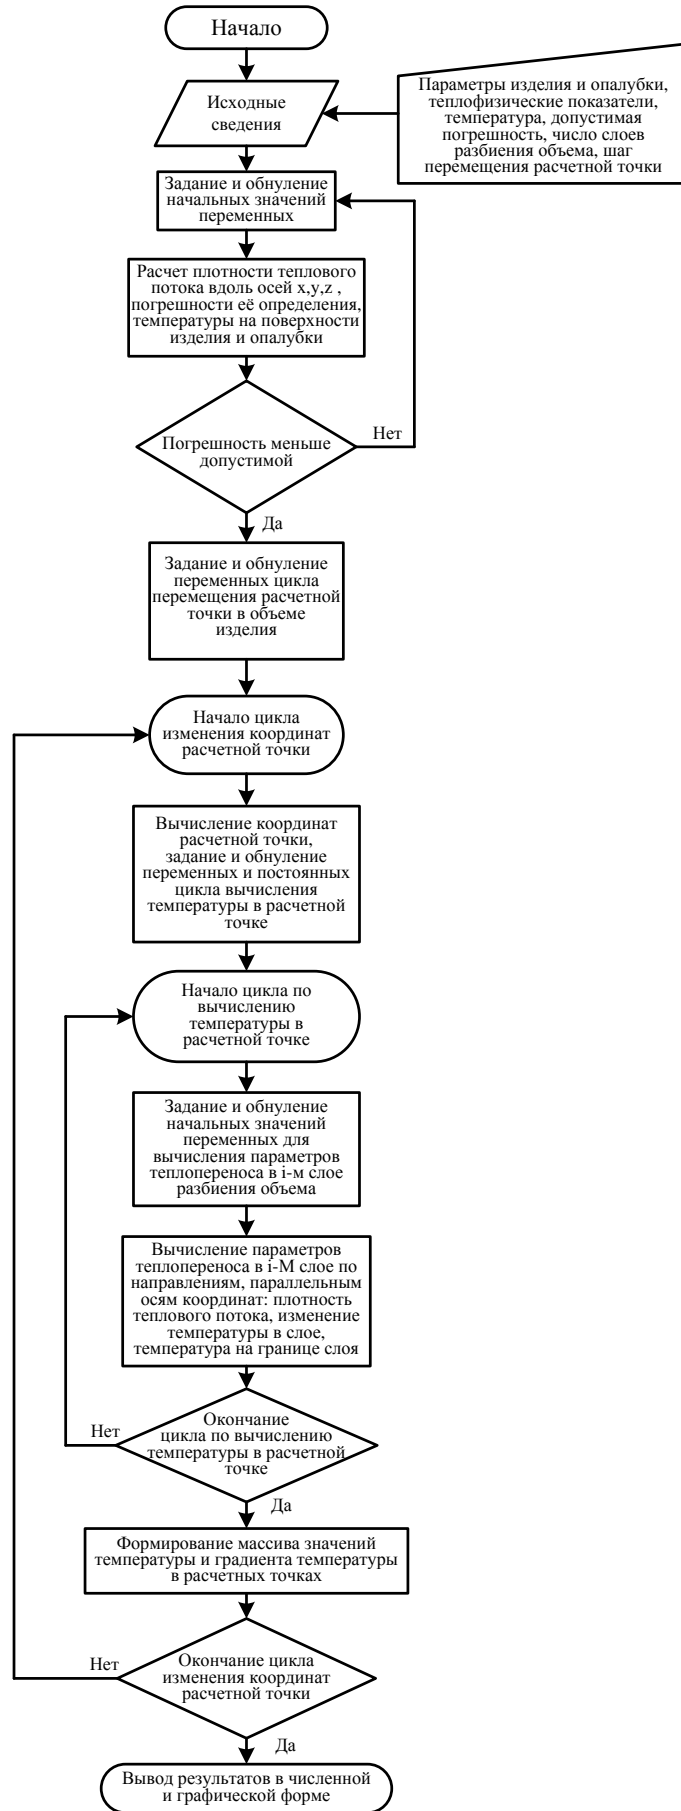 Начало
Исходные
сведения
Параметры изделия и опалубки,
теплофизические показатели,
температура, допустимая
погрешность, число слоев
разбиения объема, шаг
перемещения расчетной точки
Задание и обнуление
начальных значений
переменных
Расчет плотности теплового
потока вдоль осей x,y,z ,
погрешности её определения,
температуры на поверхности
изделия и опалубки
Погрешность меньше
допустимой
Нет
Да
Задание и обнуление
переменных цикла
перемещения расчетной
точки в объеме
изделия
Начало цикла
изменения координат
расчетной точки
Вычисление координат
расчетной точки,
задание и обнуление
переменных и постоянных
цикла вычисления
температуры в расчетной
точке
Начало цикла по
вычислению
температуры в
расчетной точке
Задание и обнуление
начальных значений
переменных для
вычисления параметров
теплопереноса в i-м слое
разбиения объема
Вычисление параметров
теплопереноса в i-М слое по
направлениям, параллельным
осям координат: плотность
теплового потока, изменение
температуры в слое,
температура на границе слоя
Окончание
цикла по вычислению
температуры в расчетной
точке
Нет
Да
Формирование массива значений
температуры и градиента температуры
в расчетных точках
Окончание цикла
изменения координат
расчетной точки
Нет
Да
Вывод результатов в численной
и графической форме